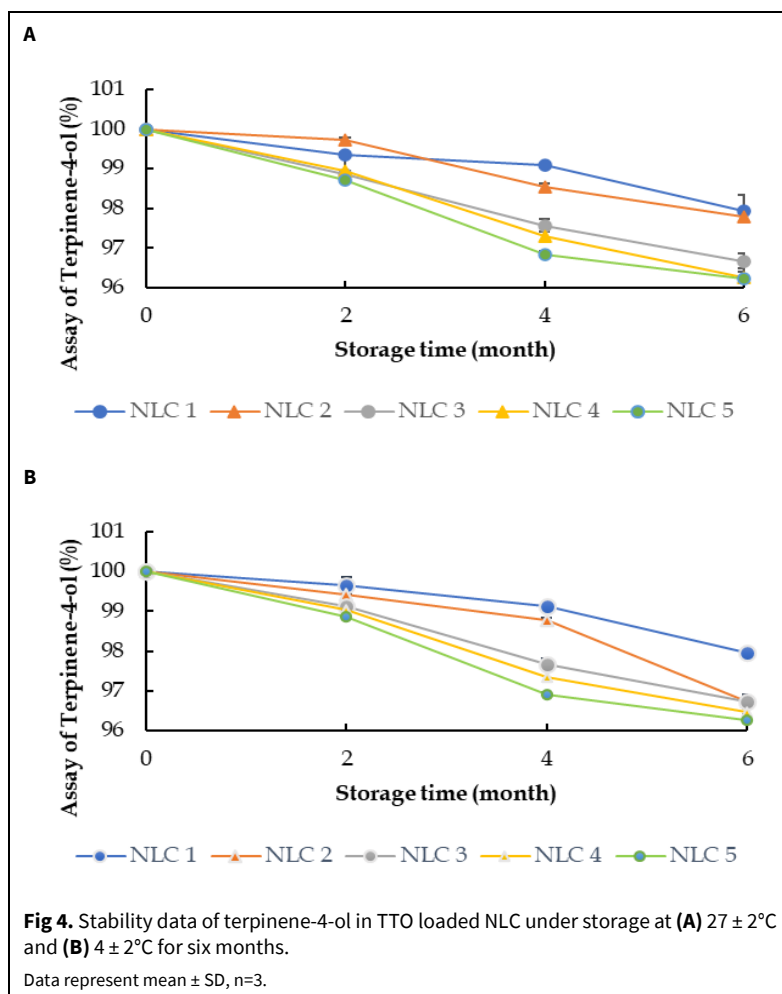 A
Assay of Terpinene-4-ol (%)
101
100
99
98
97
96
0 2 4 6
Storage time (month)
NLC 1 NLC 2 NLC 3 NLC 4 NLC 5
B
Assay of Terpinene-4-ol (%)
101
100
99
98
97
96
0 2 4 6
Storage time (month)
NLC 1 NLC 2 NLC 3 NLC 4 NLC 5
Fig 4. Stability data of terpinene-4-ol in TTO loaded NLC under storage at (A) 27 ± 2°C
and (B) 4 ± 2°C for six months.
Data represent mean ± SD, n=3.